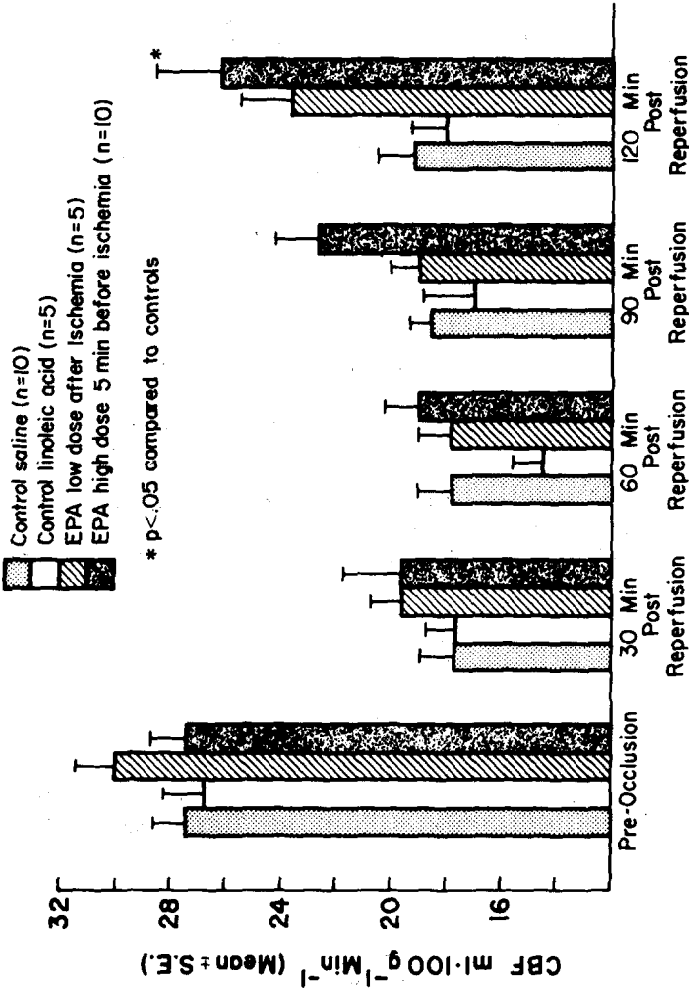 Control saline (n=10)
Control linoleic acid (n=5)
EPA low dose after Ischemia (n=5)
EPA high dose 5 min before ischemia (n=10)
* p<.05 compared to controls
*
CBF ml·100g⁻¹Min⁻¹ (Mean ± S.E.)
32
28
24
20
16
Pre-Occlusion
30 Min
Post
Reperfusion
60 Min
Post
Reperfusion
90 Min
Post
Reperfusion
120 Min
Post
Reperfusion